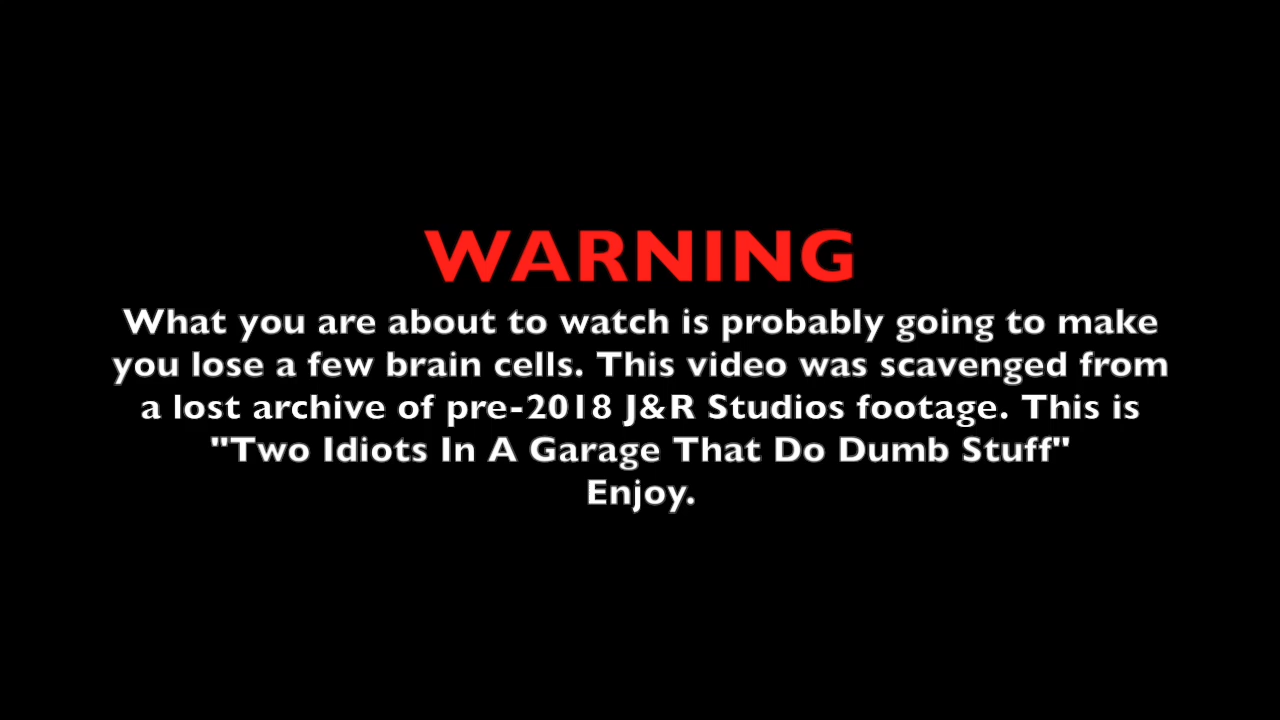 WARNING
What you are about to watch is probably going to make
you lose a few brain cells. This video was scavenged from
a lost archive of pre-2018 J&R Studios footage. This is
"Two Idiots In A Garage That Do Dumb Stuff"
Enjoy.